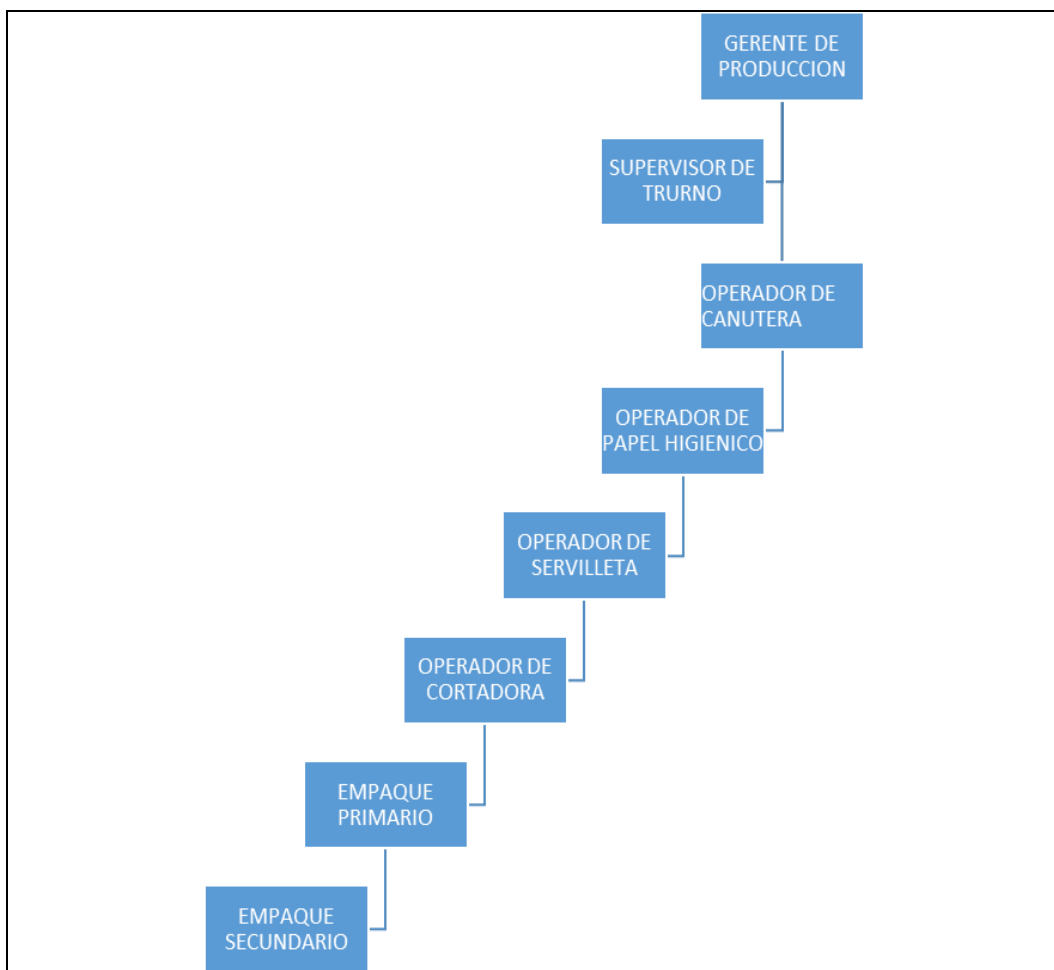 GERENTE DE
PRODUCCION
SUPERVISOR DE
TRURNO
OPERADOR DE
CANUTERA
OPERADOR DE
PAPEL HIGIENICO
OPERADOR DE
SERVILLETA
OPERADOR DE
CORTADORA
EMPAQUE
PRIMARIO
EMPAQUE
SECUNDARIO